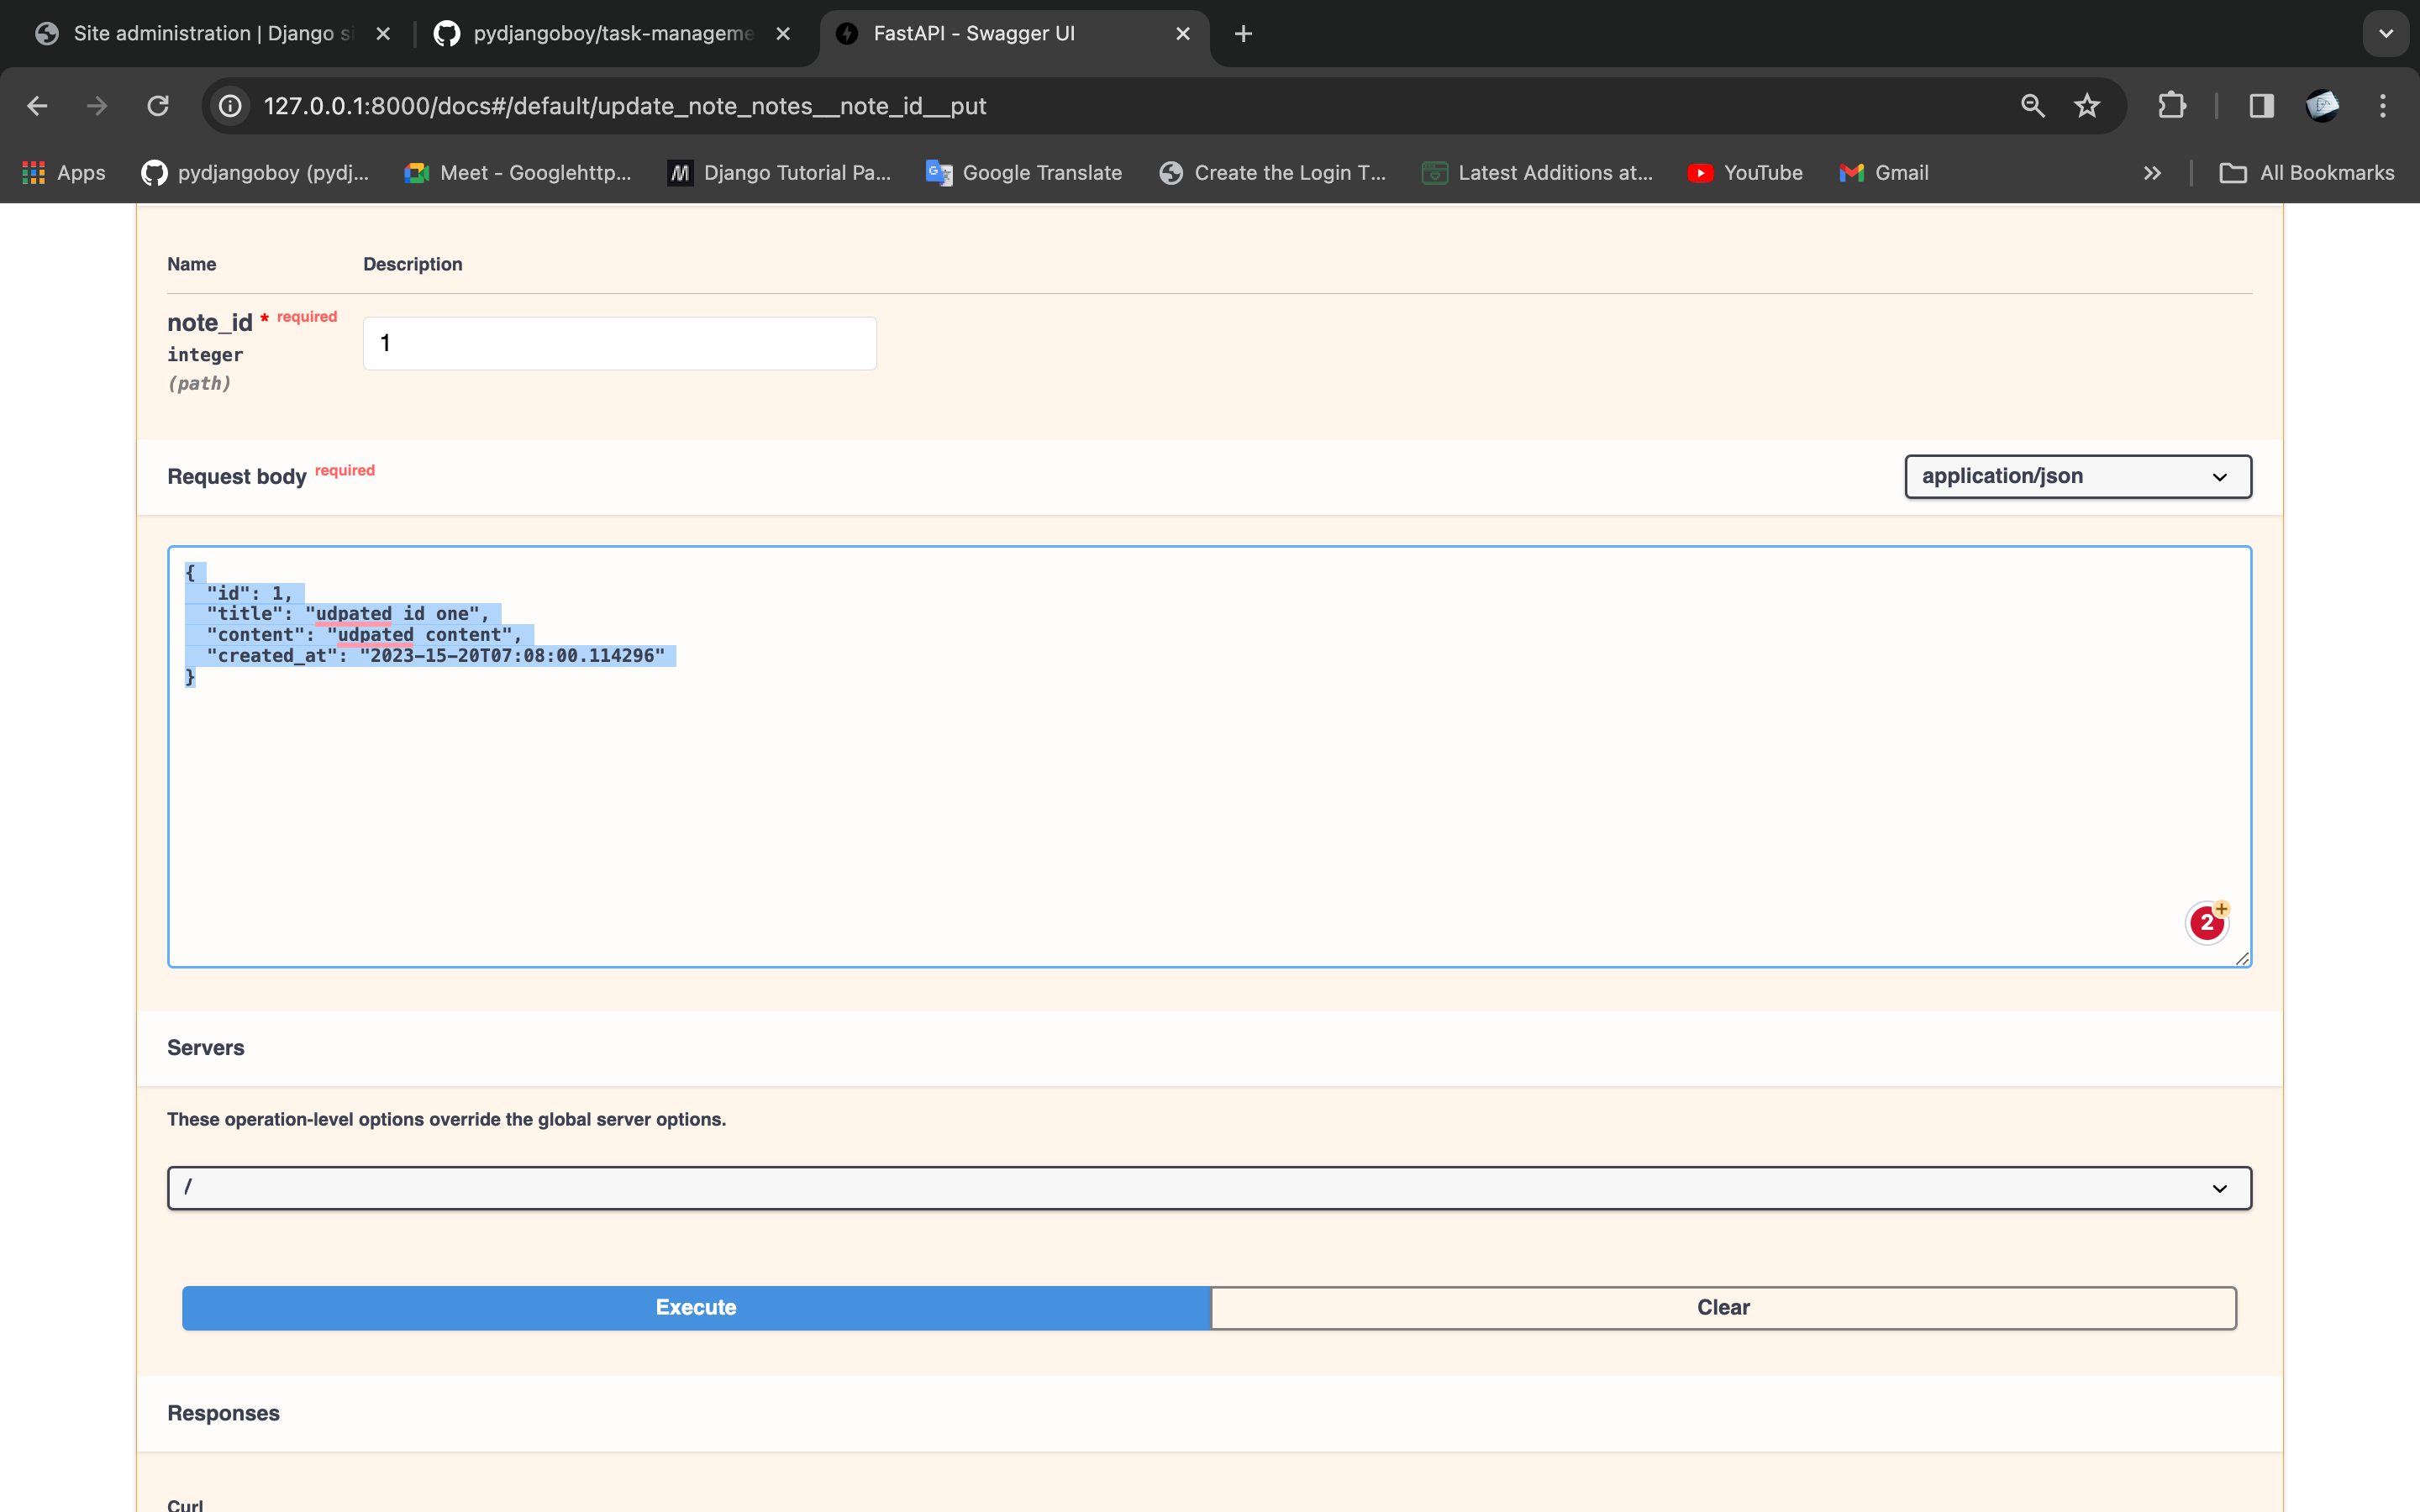 Site administration | Django si
pydjangoboy/task-manageme
FastAPI - Swagger UI
127.0.0.1:8000/docs#/default/update_note_notes__note_id__put
Apps
pydjangoboy (pydj...
Meet - Googlehttp...
Django Tutorial Pa...
Google Translate
Create the Login T...
Latest Additions at...
YouTube
Gmail
All Bookmarks
Name Description
note_id * required
integer
(path)
1
Request body required
application/json
{
"id": 1,
"title": "udpated id one",
"content": "udpated content",
"created_at": "2023-15-20T07:08:00.114296"
}
2
Servers
These operation-level options override the global server options.
/
Execute
Clear
Responses
Curl